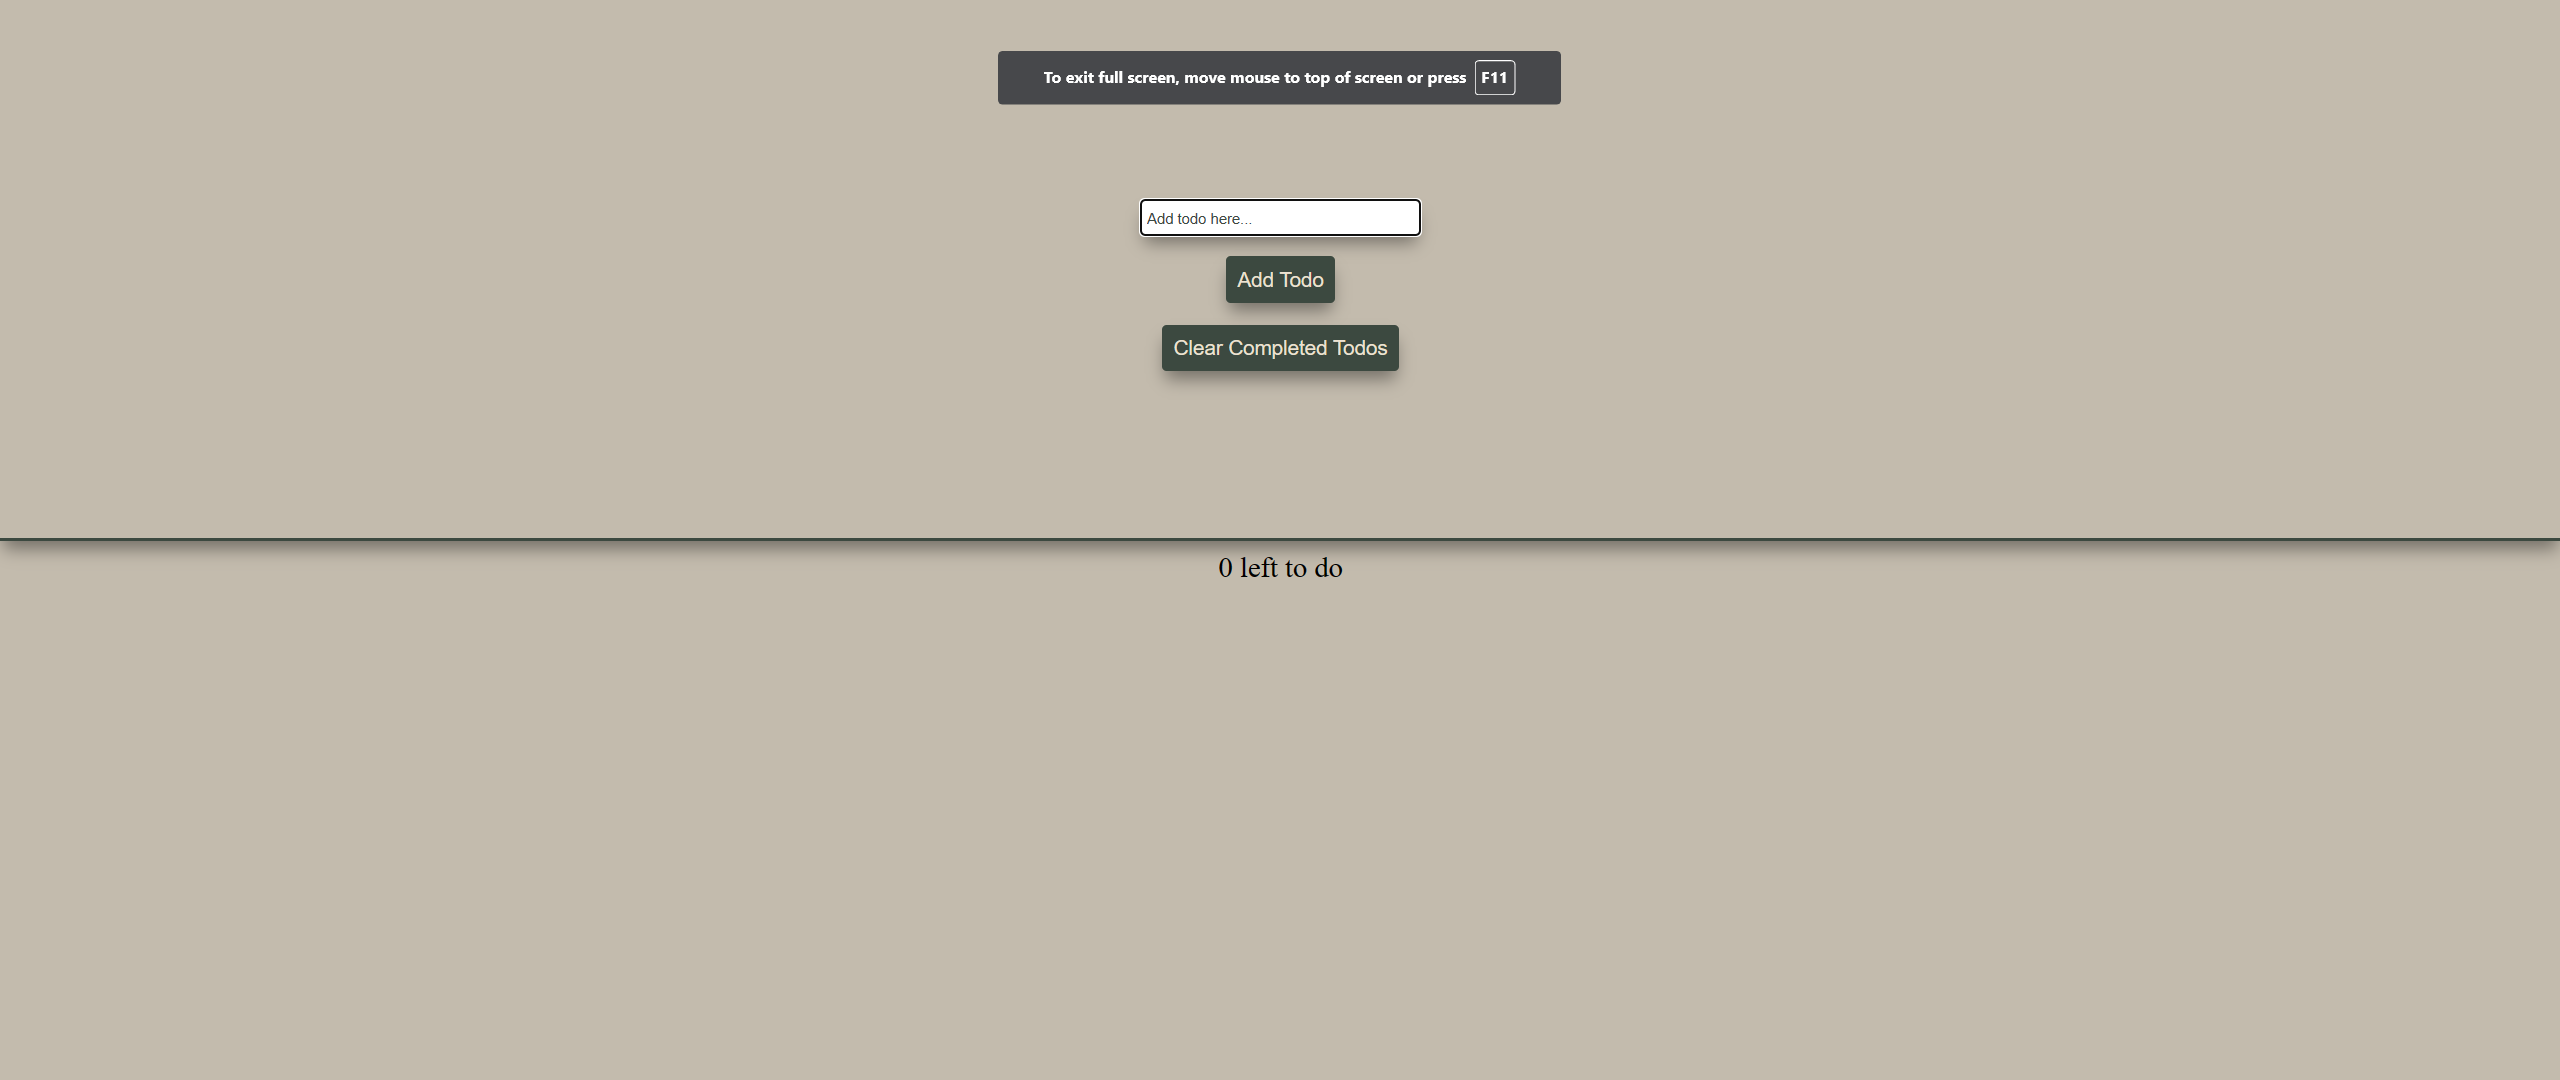 To exit full screen, move mouse to top of screen or press F11
Add todo here...
Add Todo
Clear Completed Todos
0 left to do